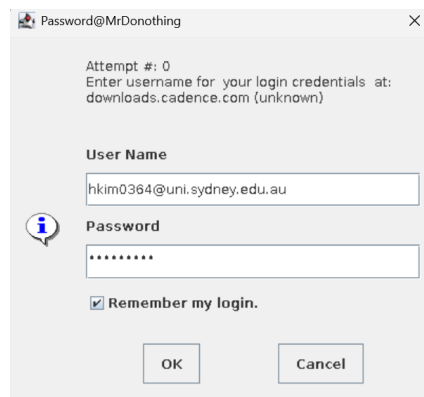 Password@MrDonothing
Attempt #: 0
Enter username for your login credentials at:
downloads.cadence.com (unknown)
User Name
hkim0364@uni.sydney.edu.au
Password
•••••••••
Remember my login.
OK
Cancel